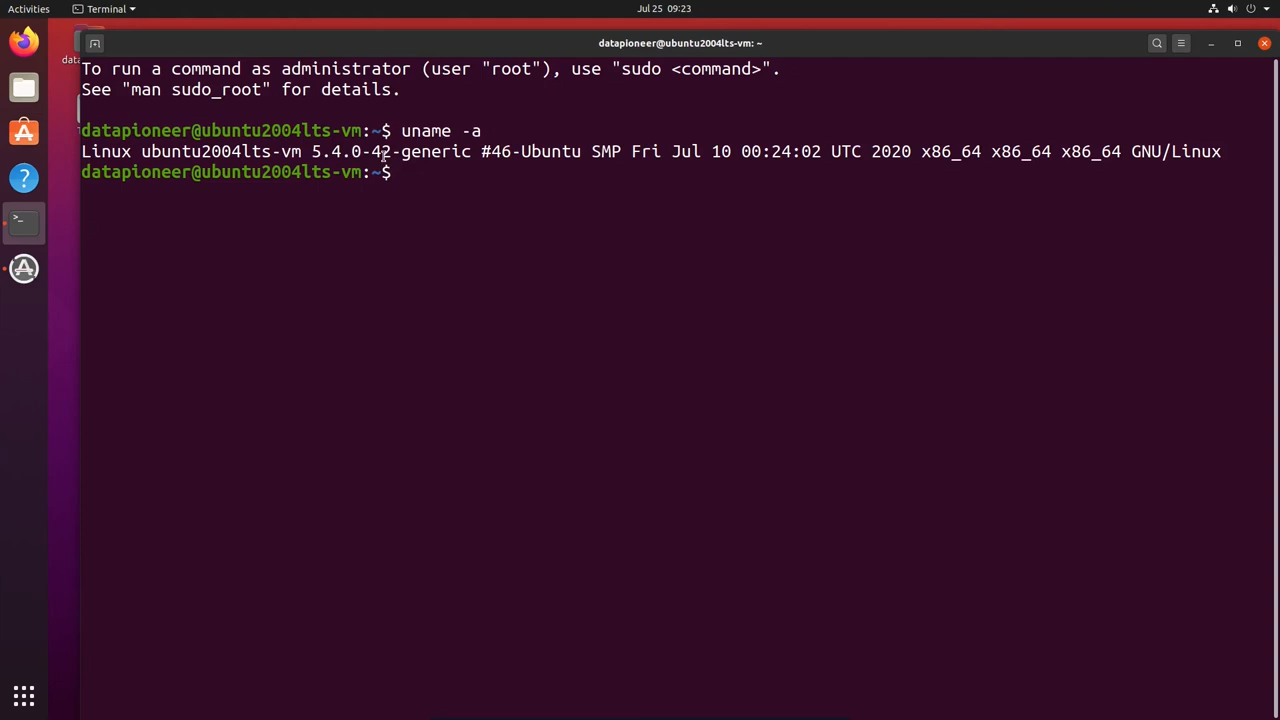 Activities
Terminal
Jul 25 09:23
datapioneer@ubuntu2004lts-vm: ~
To run a command as administrator (user "root"), use "sudo <command>".
See "man sudo_root" for details.
datapioneer@ubuntu2004lts-vm:~$ uname -a
Linux ubuntu2004lts-vm 5.4.0-42-generic #46-Ubuntu SMP Fri Jul 10 00:24:02 UTC 2020 x86_64 x86_64 x86_64 GNU/Linux
datapioneer@ubuntu2004lts-vm:~$